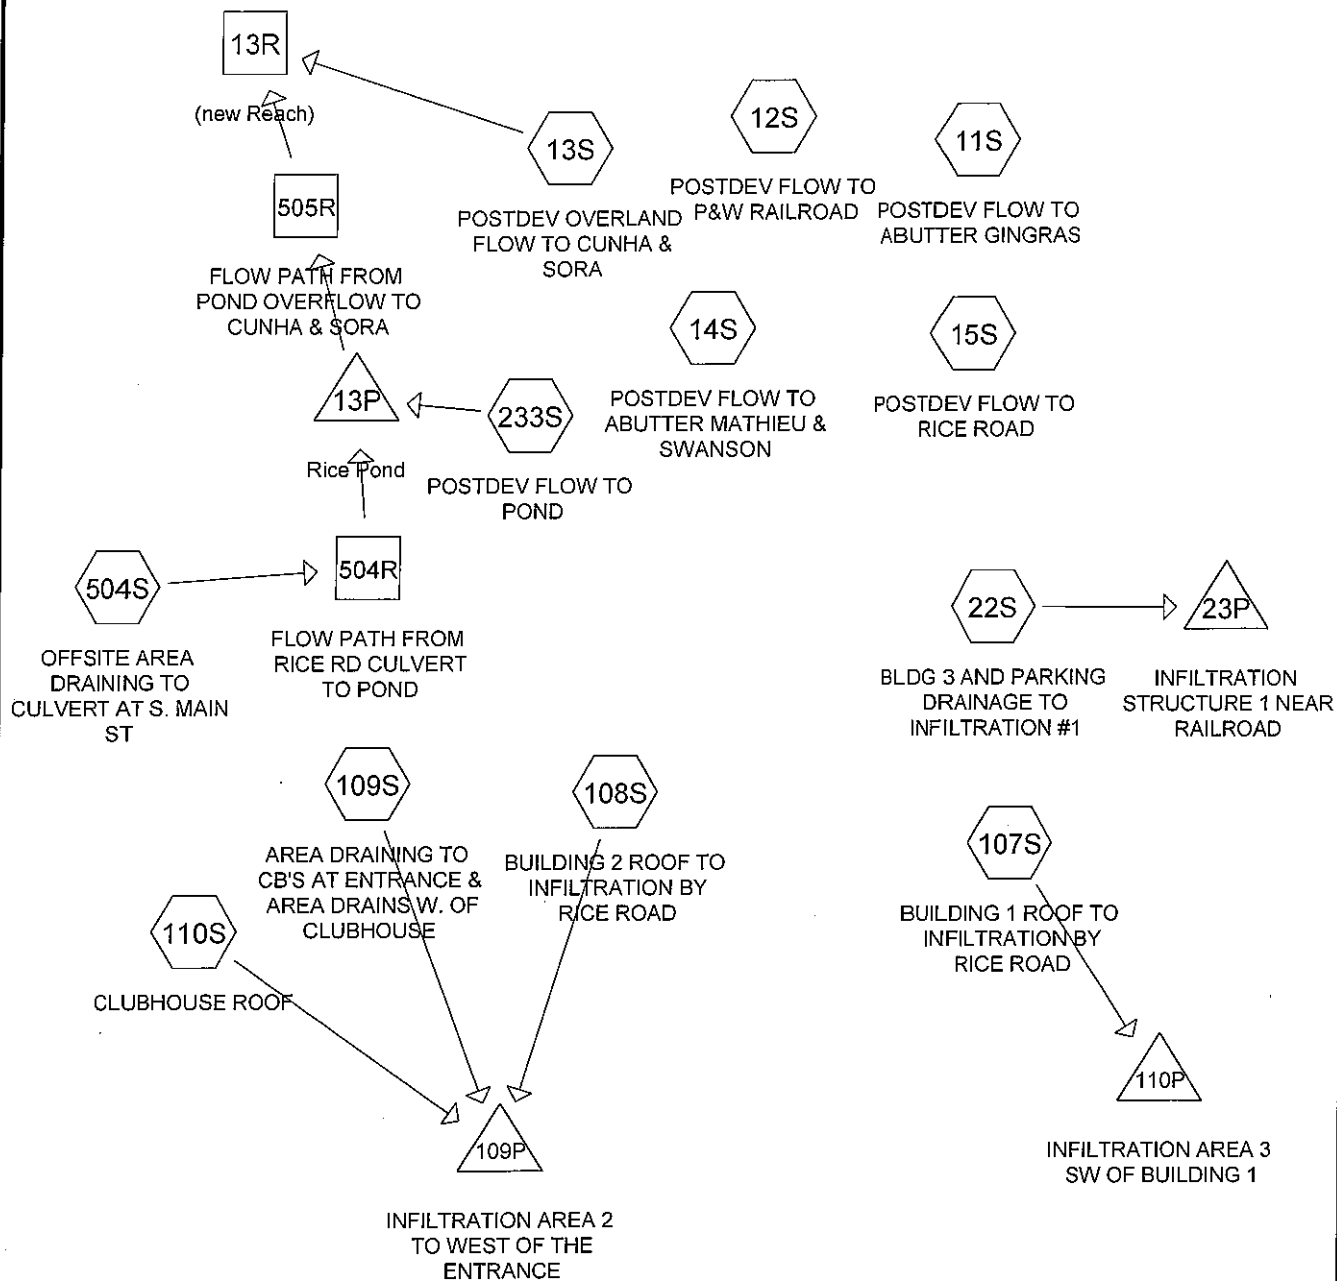 13R
(new Reach)
505R
FLOW PATH FROM
POND OVERFLOW TO
CUNHA & SORA
13S
POSTDEV OVERLAND
FLOW TO CUNHA &
SORA
12S
POSTDEV FLOW TO
P&W RAILROAD
11S
POSTDEV FLOW TO
ABUTTER GINGRAS
13P
Rice Pond
233S
POSTDEV FLOW TO
POND
14S
POSTDEV FLOW TO
ABUTTER MATHIEU &
SWANSON
15S
POSTDEV FLOW TO
RICE ROAD
504S
OFFSITE AREA
DRAINING TO
CULVERT AT S. MAIN
ST
504R
FLOW PATH FROM
RICE RD CULVERT
TO POND
22S
BLDG 3 AND PARKING
DRAINAGE TO
INFILTRATION #1
23P
INFILTRATION
STRUCTURE 1 NEAR
RAILROAD
109S
AREA DRAINING TO
CB'S AT ENTRANCE &
AREA DRAINS W. OF
CLUBHOUSE
108S
BUILDING 2 ROOF TO
INFILTRATION BY
RICE ROAD
107S
BUILDING 1 ROOF TO
INFILTRATION BY
RICE ROAD
110S
CLUBHOUSE ROOF
109P
INFILTRATION AREA 2
TO WEST OF THE
ENTRANCE
110P
INFILTRATION AREA 3
SW OF BUILDING 1